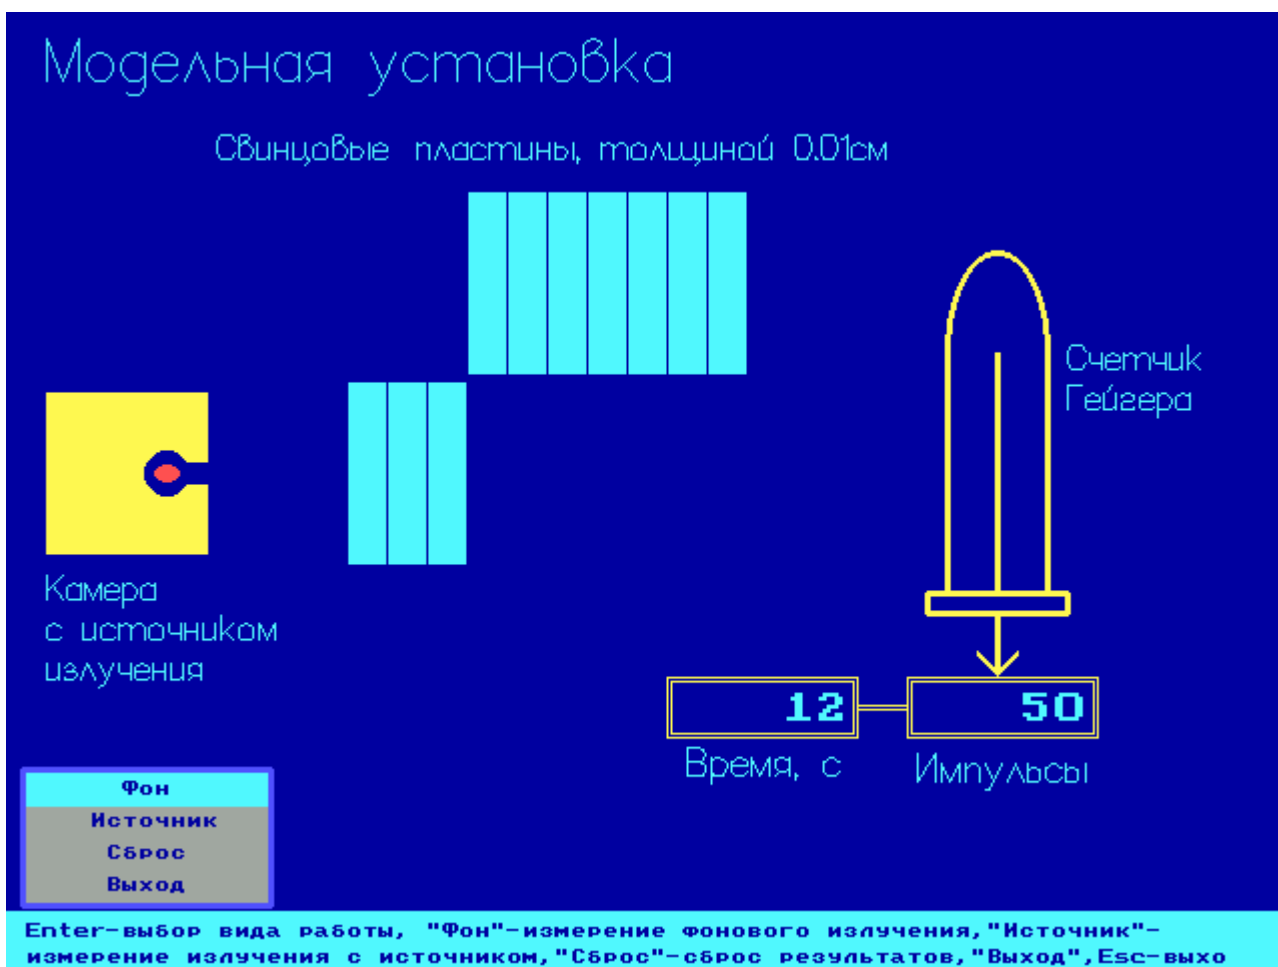 Модельная установка
Свинцовые пластины, толщиной 0.01см
Счетчик
Гейгера
Камера
с источником
излучения
12 50
Время, с Импульсы
Фон
Источник
Сброс
Выход
Enter-выбор вида работы, "Фон"-измерение фонового излучения,"Источник"-
измерение излучения с источником,"Сброс"-сброс результатов,"Выход",Esc-выхо